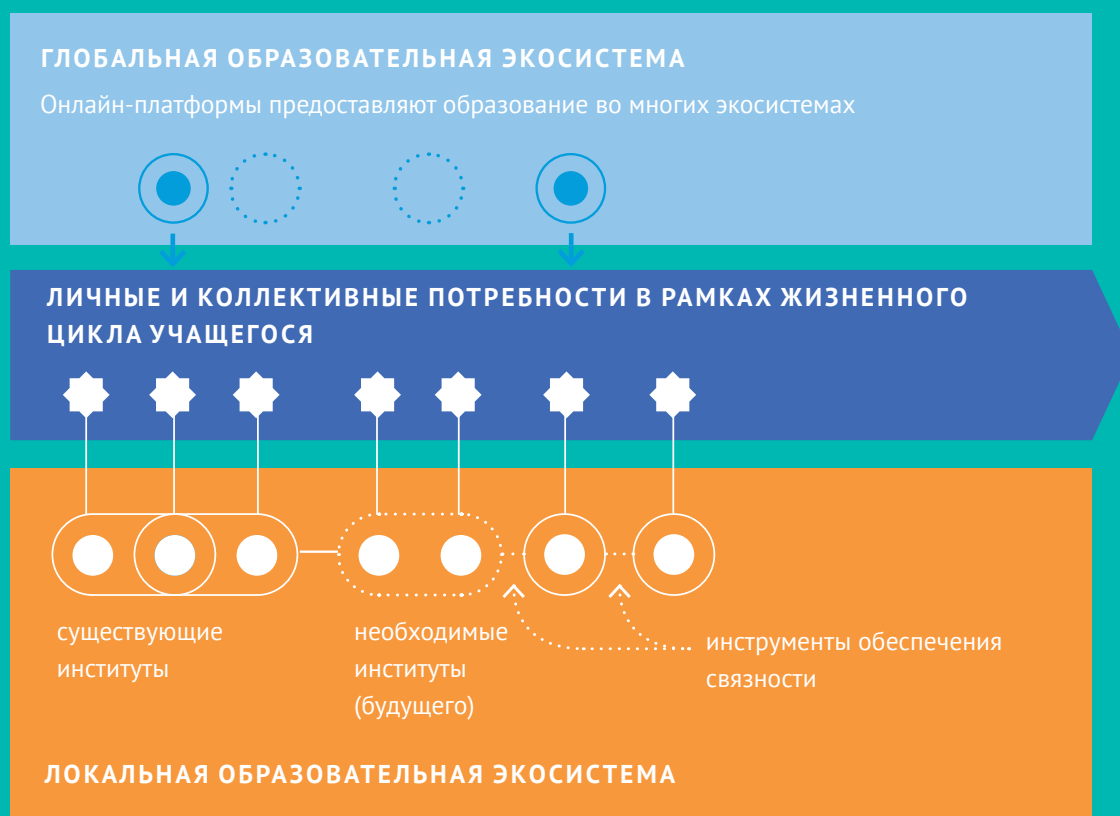 ГЛОБАЛЬНАЯ ОБРАЗОВАТЕЛЬНАЯ ЭКОСИСТЕМА
Онлайн-платформы предоставляют образование во многих экосистемах
ЛИЧНЫЕ И КОЛЛЕКТИВНЫЕ ПОТРЕБНОСТИ В РАМКАХ ЖИЗНЕННОГО
ЦИКЛА УЧАЩЕГОСЯ
существующие
институты
необходимые
институты
(будущего)
инструменты обеспечения
связности
ЛОКАЛЬНАЯ ОБРАЗОВАТЕЛЬНАЯ ЭКОСИСТЕМА